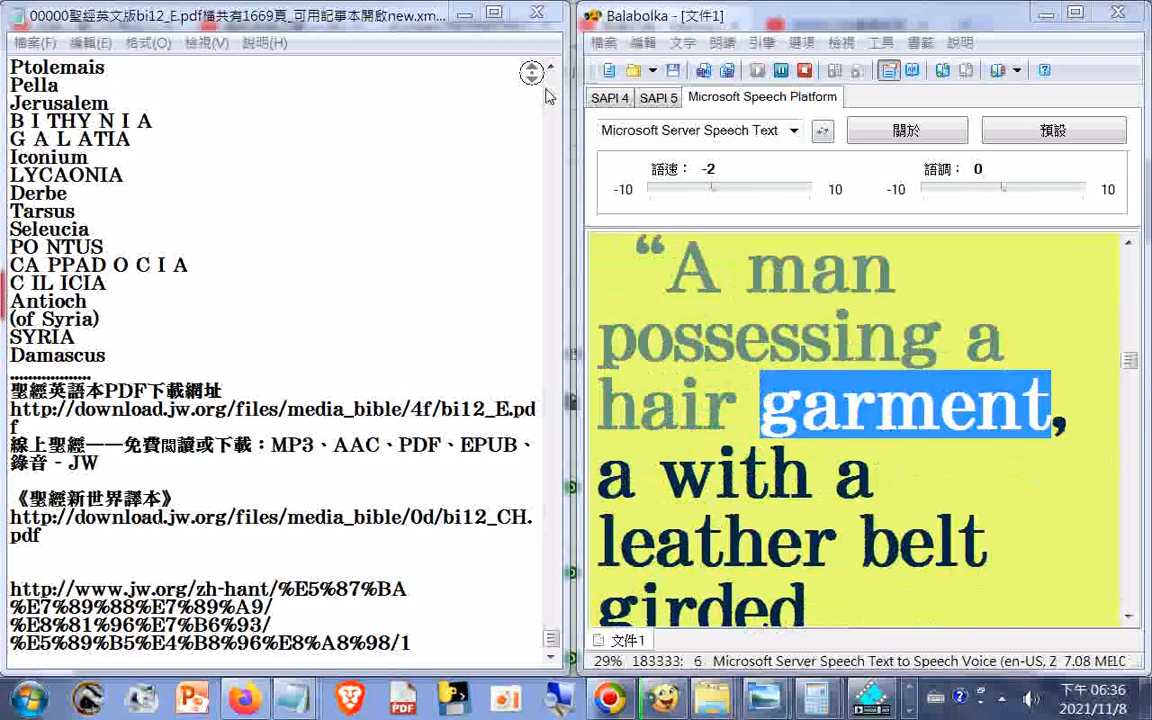 00000聖經英文版bi12_E.pdf檔共有1669頁_可用記事本開啟new.xm...
檔案(F) 編輯(E) 格式(O) 檢視(V) 說明(H)
Ptolemais
Pella
Jerusalem
B I THY N I A
G A L ATIA
Iconium
LYCAONIA
Derbe
Tarsus
Seleucia
PO NTUS
CA PPAD O C I A
C IL ICIA
Antioch
(of Syria)
SYRIA
Damascus
..................
聖經英語本PDF下載網址
http://download.jw.org/files/media_bible/4f/bi12_E.pd
f
線上聖經——免費閱讀或下載：MP3、AAC、PDF、EPUB、
錄音 - JW
《聖經新世界譯本》
http://download.jw.org/files/media_bible/0d/bi12_CH.
pdf
http://www.jw.org/zh-hant/%E5%87%BA
%E7%89%88%E7%89%A9/
%E8%81%96%E7%B6%93/
%E5%89%B5%E4%B8%96%E8%A8%98/1
Balabolka - [文件1]
檔案 編輯 文字 朗讀 引擎 選項 檢視 工具 書籤 說明
SAPI 4 SAPI 5 Microsoft Speech Platform
Microsoft Server Speech Text 關於 預設
語速： -2 語調： 0
-10 10 -10 10
“A man
possessing a
hair garment,
a with a
leather belt
girded
文件1
29% 183333: 6 Microsoft Server Speech Text to Speech Voice (en-US, Z 7.08 MELC
PDF
下午 06:36
2021/11/8